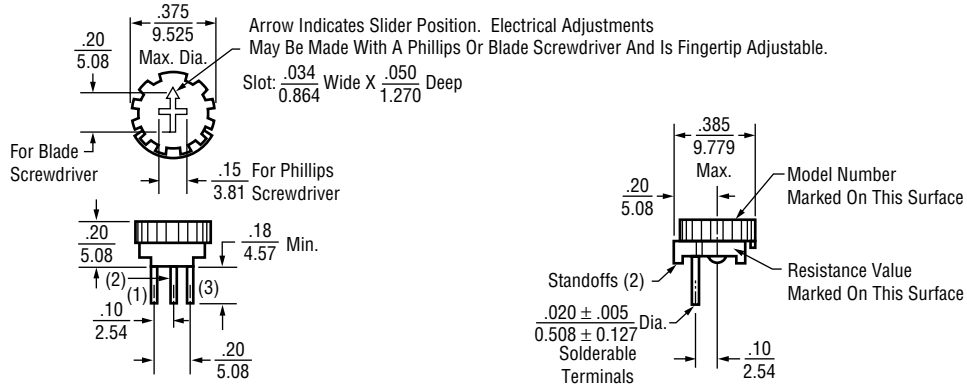 .375
9.525
Max. Dia.
.20
5.08
Arrow Indicates Slider Position. Electrical Adjustments
May Be Made With A Phillips Or Blade Screwdriver And Is Fingertip Adjustable.
Slot: .034 / 0.864 Wide X .050 / 1.270 Deep
For Blade
Screwdriver
.15 / 3.81 For Phillips
Screwdriver
.20
5.08
.18 / 4.57 Min.
(2)
(1)
(3)
.10
2.54
.20
5.08
.385
9.779
Max.
.20
5.08
Model Number
Marked On This Surface
Standoffs (2)
Resistance Value
Marked On This Surface
.020 ± .005 / 0.508 ± 0.127 Dia.
Solderable
Terminals
.10
2.54